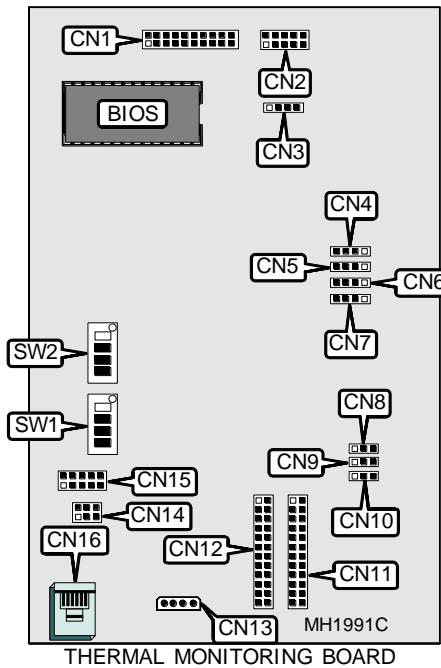 CN1
CN2
BIOS
CN3
CN4
CN5
CN6
CN7
SW2
SW1
CN8
CN9
CN15
CN14
CN10
CN16
CN12
CN11
CN13
MH1991C
THERMAL MONITORING BOARD